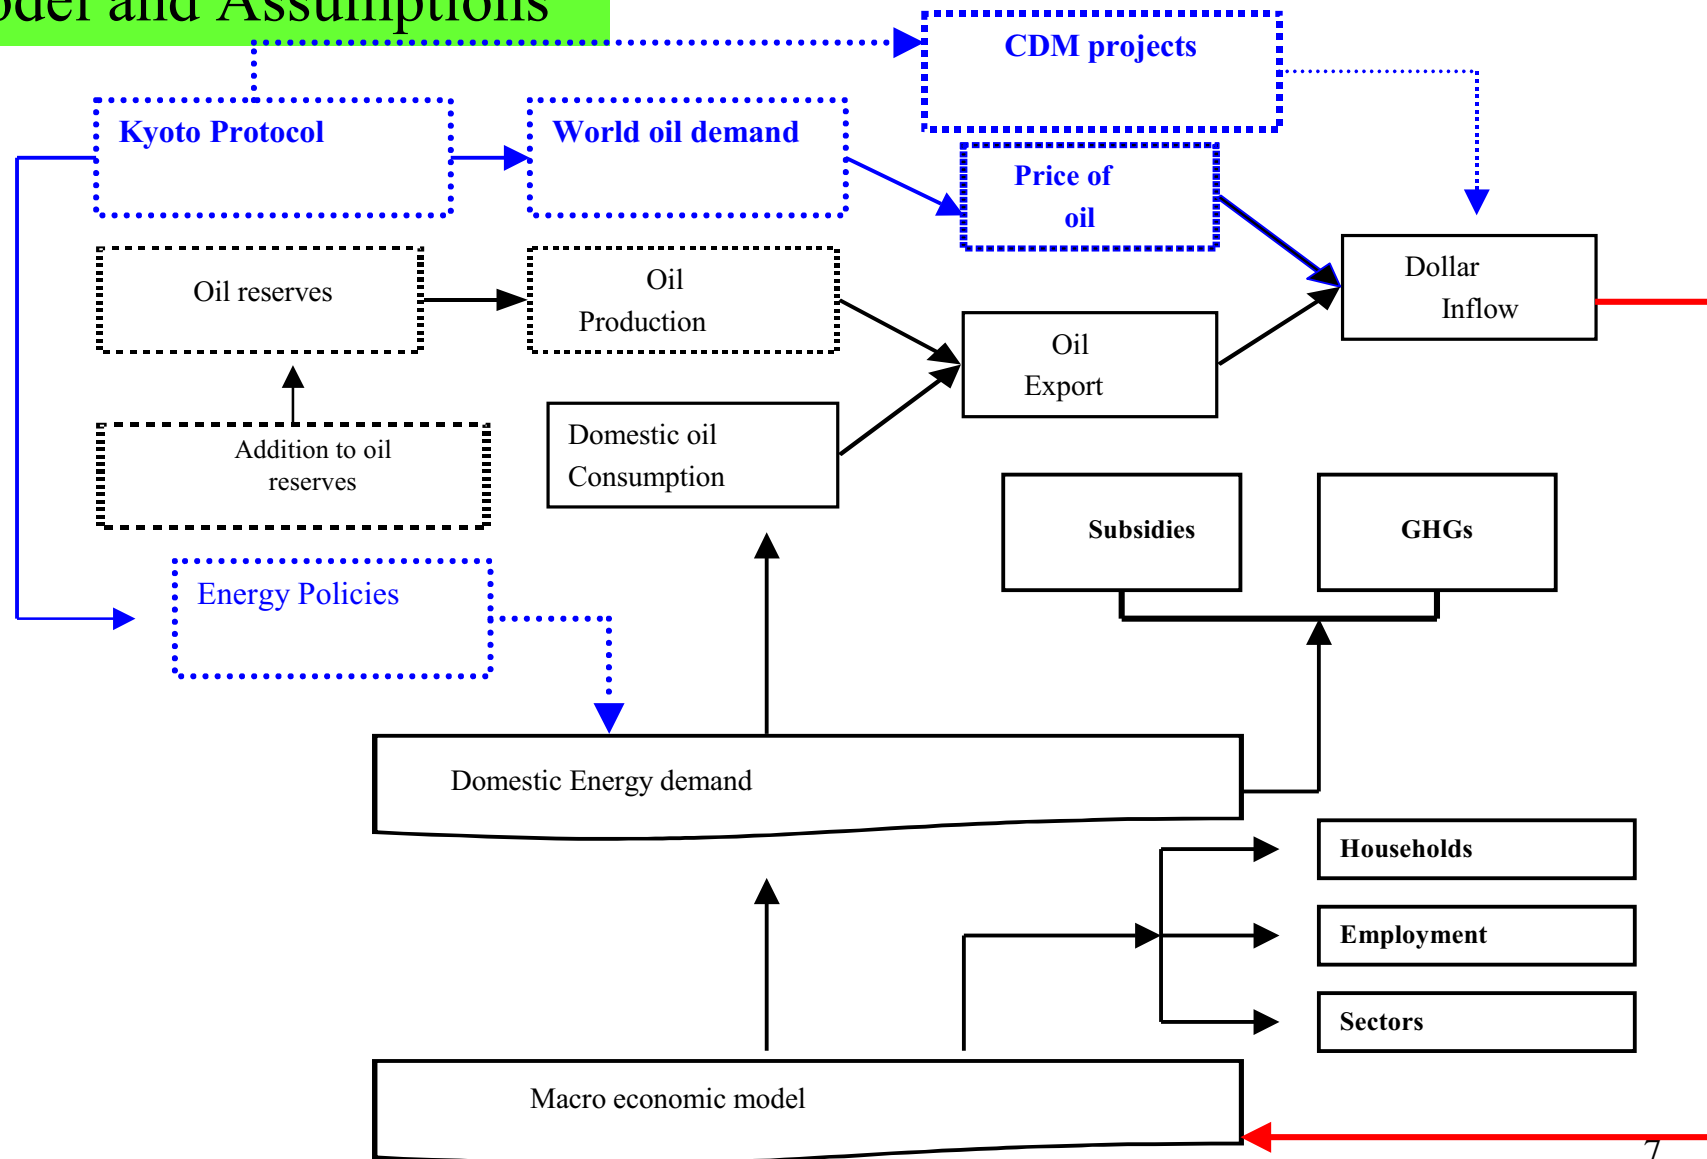 Model and Assumptions
CDM projects
Kyoto Protocol
World oil demand
Price of
oil
Dollar
Inflow
Oil reserves
Oil
Production
Oil
Export
Addition to oil
reserves
Domestic oil
Consumption
Subsidies
GHGs
Energy Policies
Domestic Energy demand
Households
Employment
Sectors
Macro economic model
7